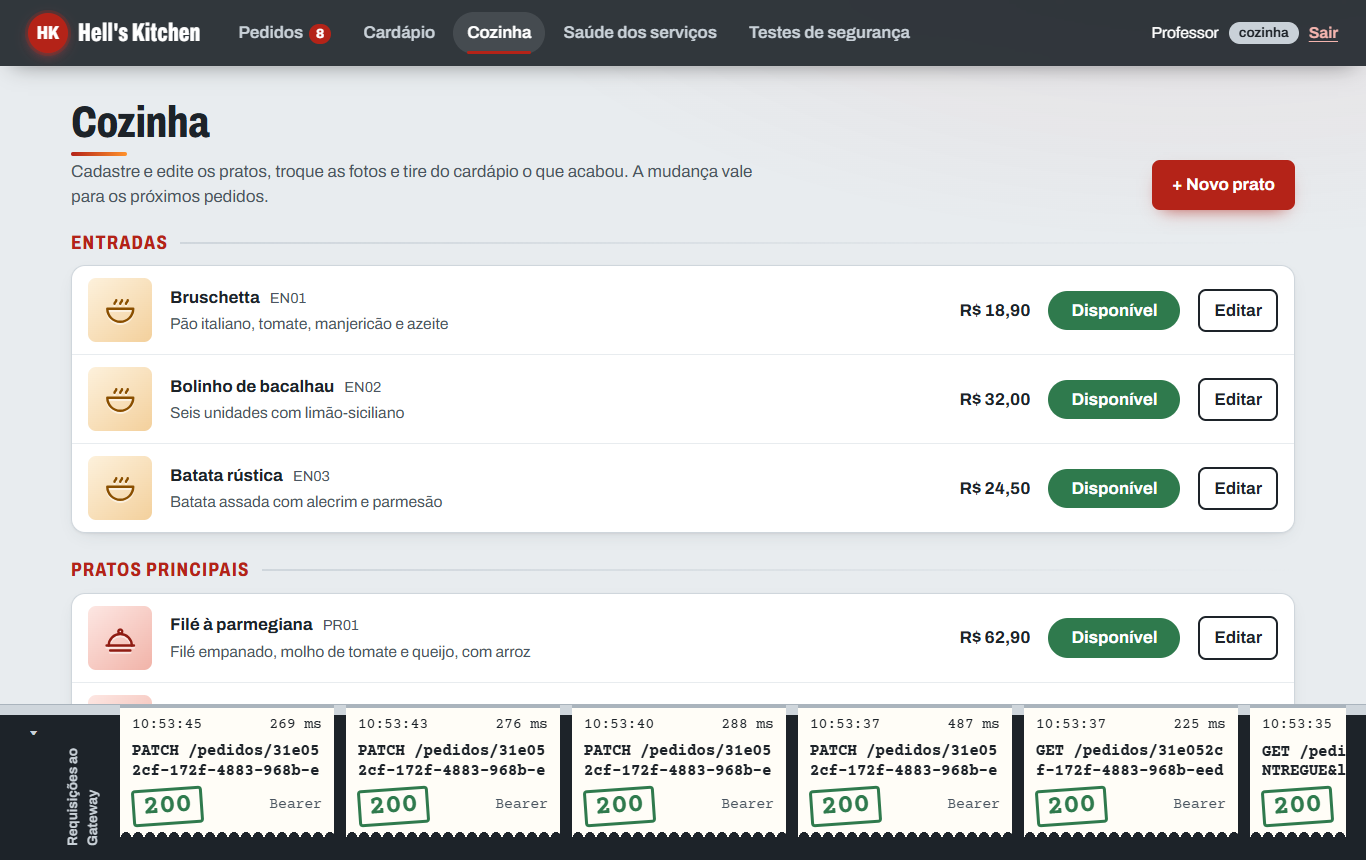 HK Hell's Kitchen Pedidos 8 Cardápio Cozinha Saúde dos serviços Testes de segurança Professor cozinha Sair
Cozinha
Cadastre e edite os pratos, troque as fotos e tire do cardápio o que acabou. A mudança vale
para os próximos pedidos.
+ Novo prato
ENTRADAS
Bruschetta EN01
Pão italiano, tomate, manjericão e azeite
R$ 18,90 Disponível Editar
Bolinho de bacalhau EN02
Seis unidades com limão-siciliano
R$ 32,00 Disponível Editar
Batata rústica EN03
Batata assada com alecrim e parmesão
R$ 24,50 Disponível Editar
PRATOS PRINCIPAIS
Filé à parmegiana PR01
Filé empanado, molho de tomate e queijo, com arroz
R$ 62,90 Disponível Editar
Requisições ao
Gateway
10:53:45 269 ms
PATCH /pedidos/31e05
2cf-172f-4883-968b-e
200 Bearer
10:53:43 276 ms
PATCH /pedidos/31e05
2cf-172f-4883-968b-e
200 Bearer
10:53:40 288 ms
PATCH /pedidos/31e05
2cf-172f-4883-968b-e
200 Bearer
10:53:37 487 ms
PATCH /pedidos/31e05
2cf-172f-4883-968b-e
200 Bearer
10:53:37 225 ms
GET /pedidos/31e052c
f-172f-4883-968b-eed
200 Bearer
10:53:35
GET /pedi
NTREGUE&l
200